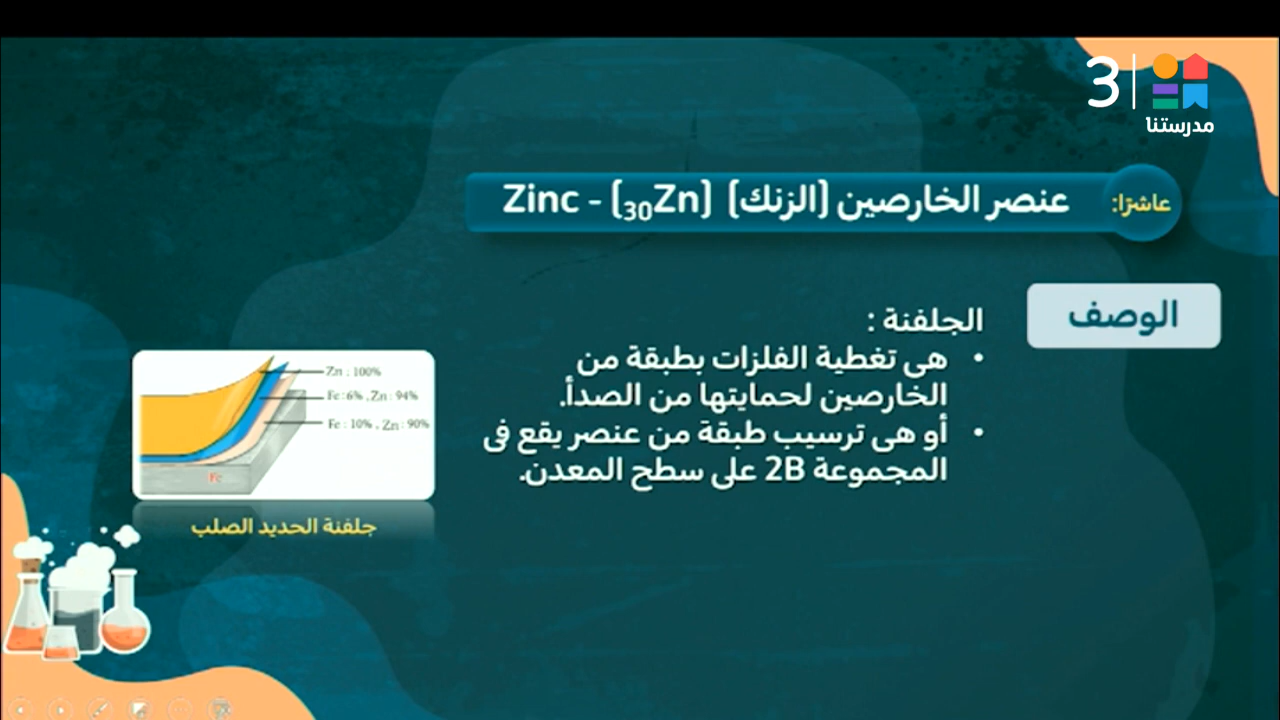 3
مدرستنا
عاشرًا:
عنصر الخارصين (الزنك) (₃₀Zn) - Zinc
الوصف
الجلفنة :
• هى تغطية الفلزات بطبقة من
الخارصين لحمايتها من الصدأ.
• أو هى ترسيب طبقة من عنصر يقع فى
المجموعة 2B على سطح المعدن.
Zn : 100%
Fe :6% , Zn : 94%
Fe : 10% , Zn : 90%
Fe
جلفنة الحديد الصلب